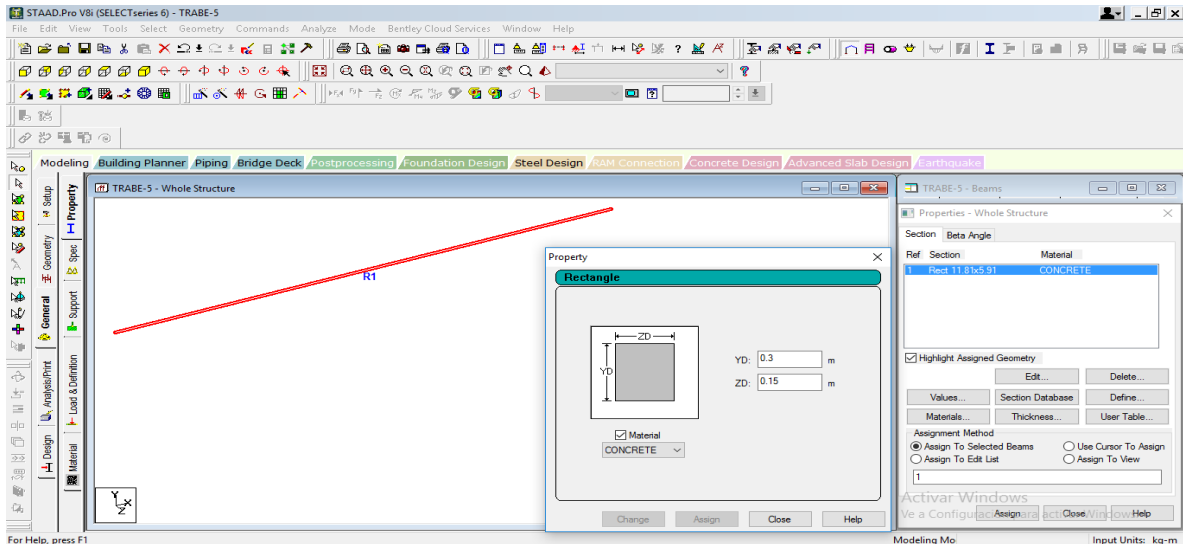 STAAD.Pro V8i (SELECTseries 6) - TRABE-5
File Edit View Tools Select Geometry Commands Analyze Mode Bentley Cloud Services Window Help
Modeling Building Planner Piping Bridge Deck Postprocessing Foundation Design Steel Design RAM Connection Concrete Design Advanced Slab Design Earthquake
Setup
Geometry
General
Analysis/Print
Design
Property
Spec
Support
Load & Definition
Material
TRABE-5 - Whole Structure
R1
Y
X
Z
Property
Rectangle
ZD
YD
YD: 0.3 m
ZD: 0.15 m
Material
CONCRETE
Change Assign Close Help
TRABE-5 - Beams
Properties - Whole Structure
Section Beta Angle
Ref Section Material
1 Rect 11.81x5.91 CONCRETE
Highlight Assigned Geometry
Edit... Delete...
Values... Section Database Define...
Materials... Thickness... User Table...
Assignment Method
Assign To Selected Beams Use Cursor To Assign
Assign To Edit List Assign To View
1
Activar Windows
Assign Close Help
For Help, press F1
Modeling Mo Input Units: kg-m